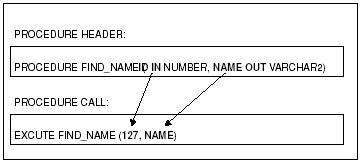 PROCEDURE HEADER:
PROCEDURE FIND_NAMEID IN NUMBER, NAME OUT VARCHAR2)
PROCEDURE CALL:
EXCUTE FIND_NAME (127, NAME)